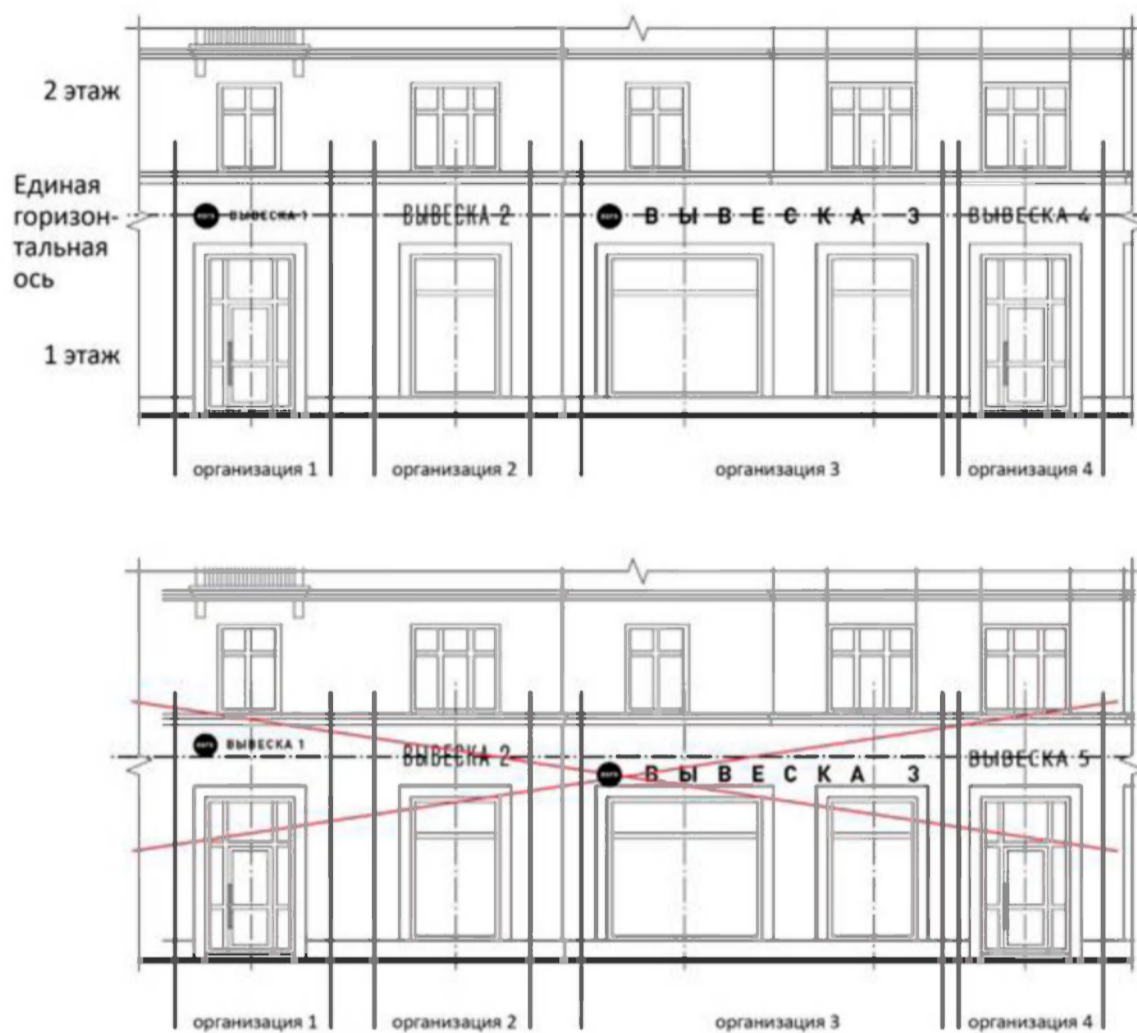 2 этаж
Единая
горизон-
тальная
ось
ВЫВЕСКА 1
ВЫВЕСКА 2
ВЫВЕСКА 3
ВЫВЕСКА 4
1 этаж
организация 1
организация 2
организация 3
организация 4
ВЫВЕСКА 1
ВЫВЕСКА 2
ВЫВЕСКА 3
ВЫВЕСКА 5
организация 1
организация 2
организация 3
организация 4